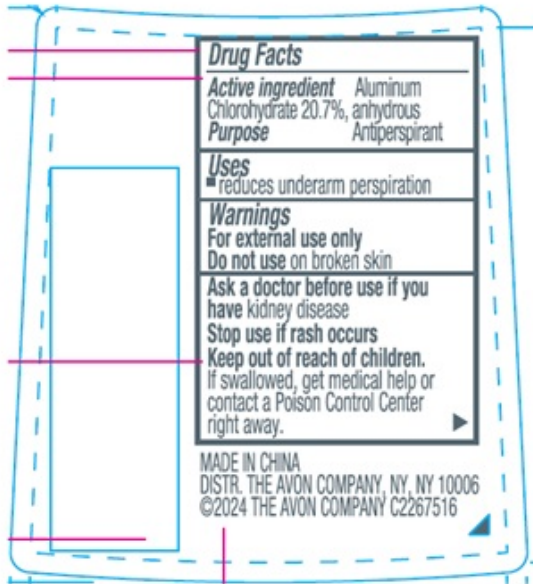 Drug Facts
Active ingredient Aluminum
Chlorohydrate 20.7%, anhydrous
Purpose Antiperspirant
Uses
■ reduces underarm perspiration
Warnings
For external use only
Do not use on broken skin
Ask a doctor before use if you
have kidney disease
Stop use if rash occurs
Keep out of reach of children.
If swallowed, get medical help or
contact a Poison Control Center
right away.
MADE IN CHINA
DISTR. THE AVON COMPANY, NY, NY 10006
©2024 THE AVON COMPANY C2267516